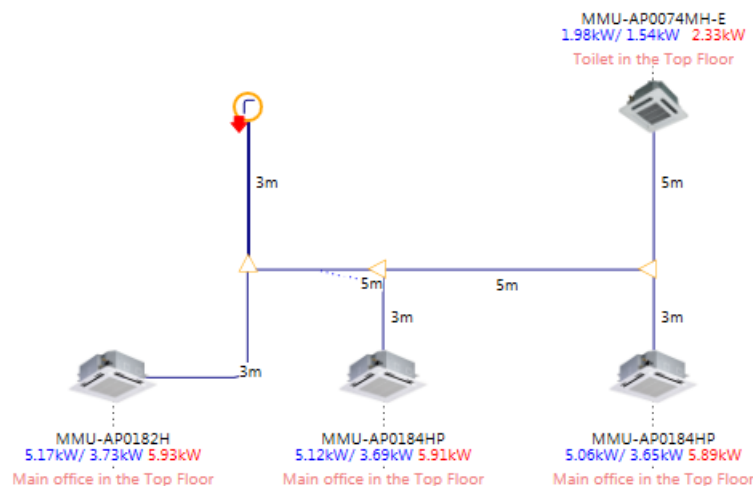 MMU-AP0074MH-E
1.98kW/ 1.54kW 2.33kW
Toilet in the Top Floor
3m
5m
5m
5m
3m
3m
3m
MMU-AP0182H
5.17kW/ 3.73kW 5.93kW
Main office in the Top Floor
MMU-AP0184HP
5.12kW/ 3.69kW 5.91kW
Main office in the Top Floor
MMU-AP0184HP
5.06kW/ 3.65kW 5.89kW
Main office in the Top Floor